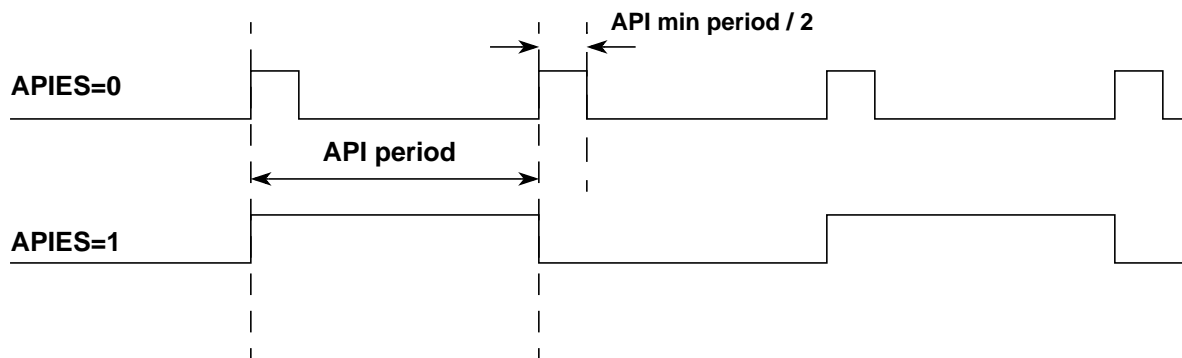 API min period / 2
APIES=0
API period
APIES=1